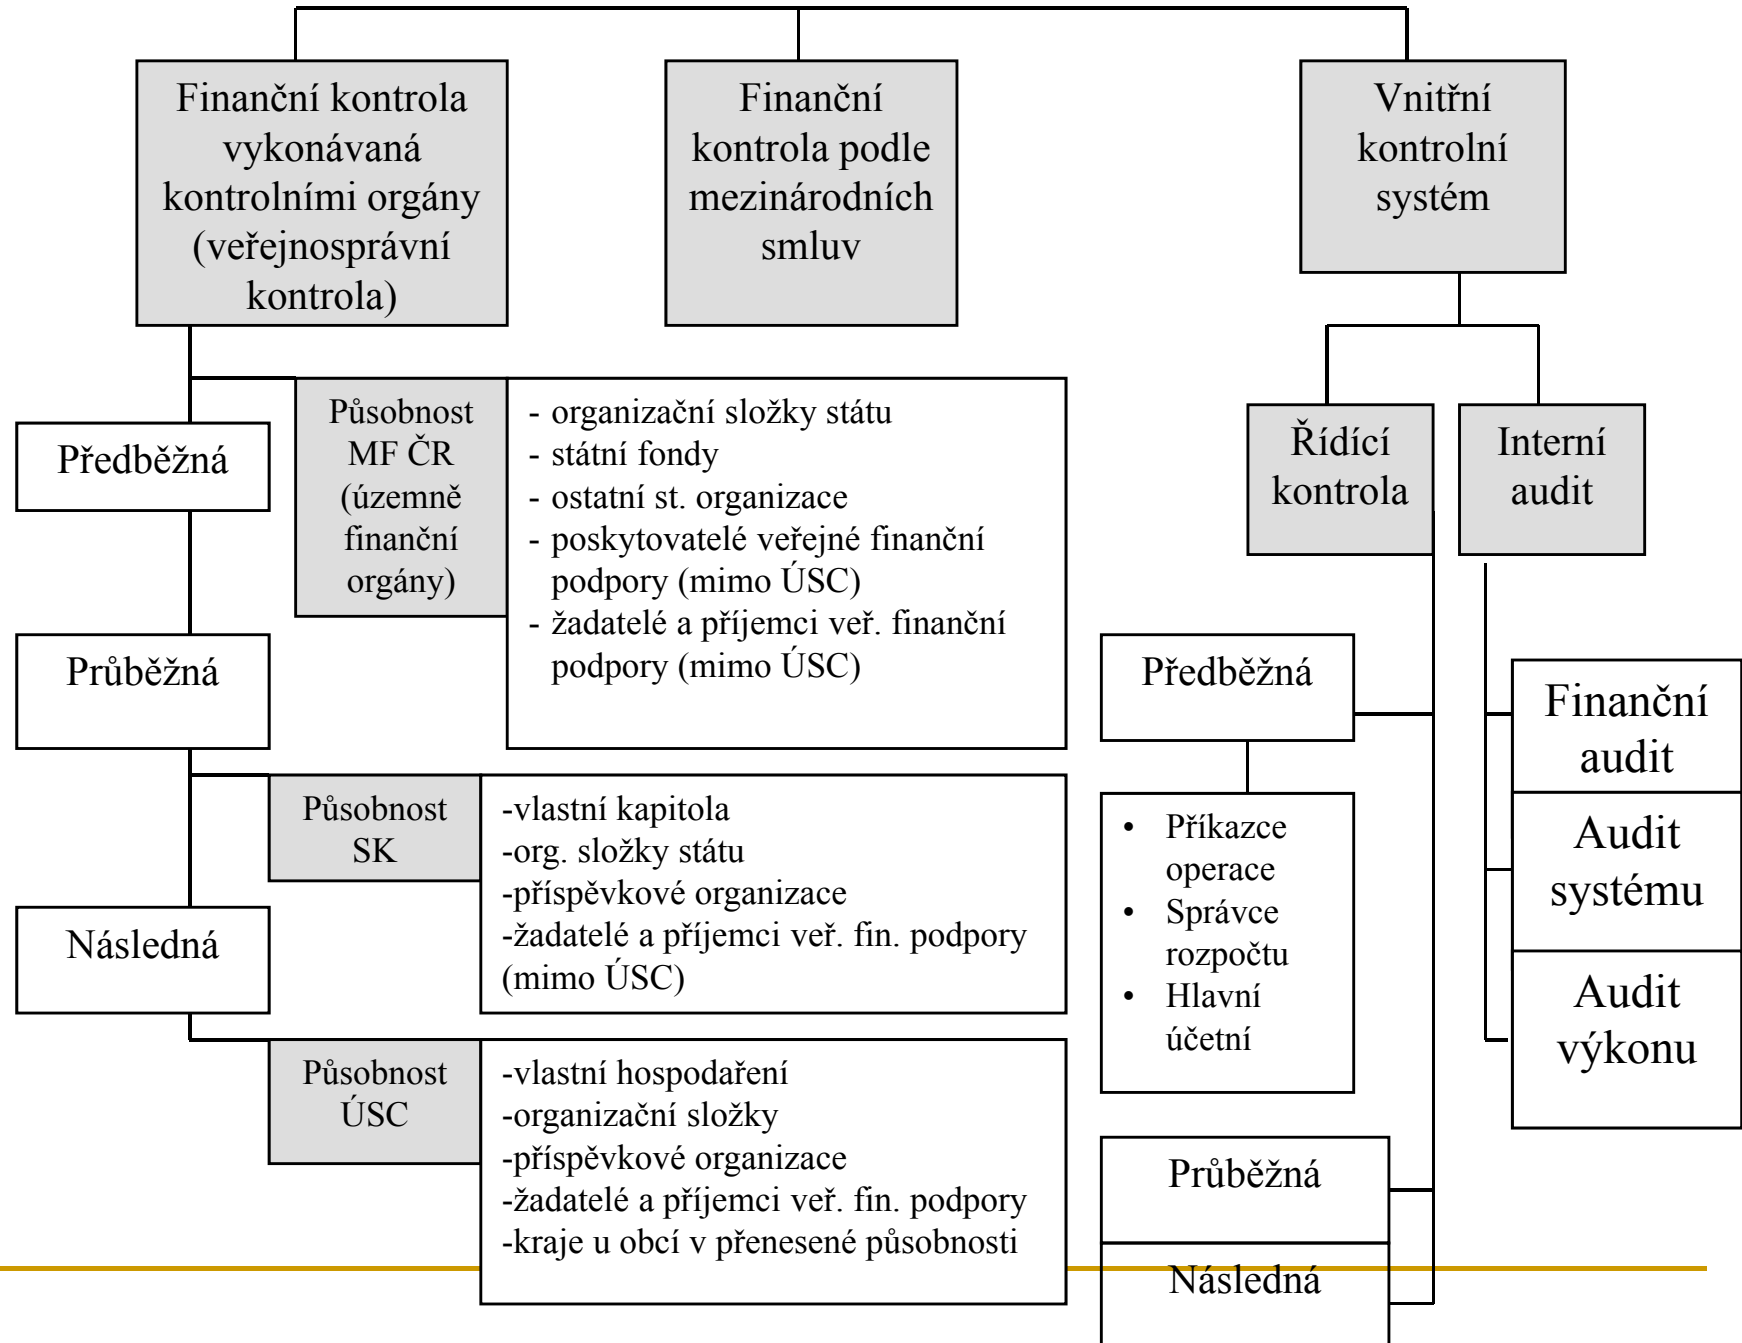 Finanční kontrola
vykonávaná
kontrolními orgány
(veřejnosprávní
kontrola)
Finanční
kontrola podle
mezinárodních
smluv
Vnitřní
kontrolní
systém
Předběžná
Průběžná
Následná
Působnost
MF ČR
(územně
finanční
orgány)
- organizační složky státu
- státní fondy
- ostatní st. organizace
- poskytovatelé veřejné finanční
podpory (mimo ÚSC)
- žadatelé a příjemci veř. finanční
podpory (mimo ÚSC)
Působnost
SK
-vlastní kapitola
-org. složky státu
-příspěvkové organizace
-žadatelé a příjemci veř. fin. podpory
(mimo ÚSC)
Působnost
ÚSC
-vlastní hospodaření
-organizační složky
-příspěvkové organizace
-žadatelé a příjemci veř. fin. podpory
-kraje u obcí v přenesené působnosti
Řídící
kontrola
Interní
audit
Předběžná
• Příkazce
operace
• Správce
rozpočtu
• Hlavní
účetní
Průběžná
Následná
Finanční
audit
Audit
systému
Audit
výkonu